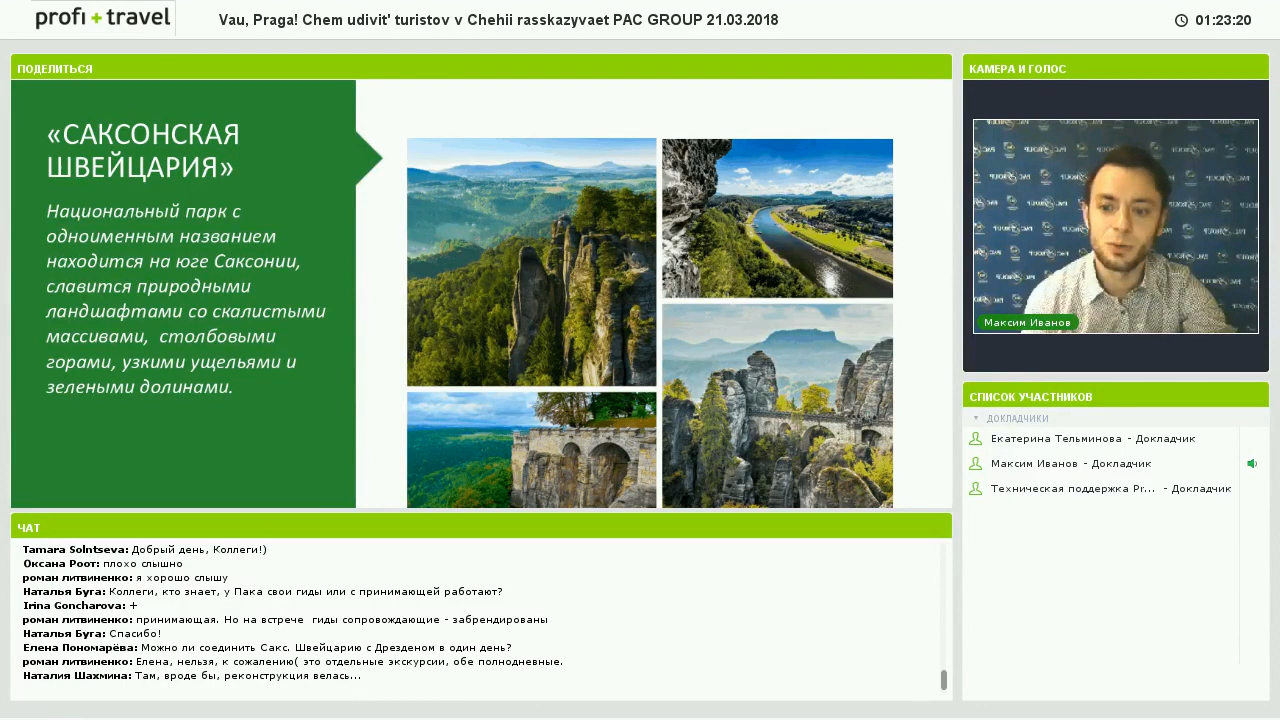 profi + travel
Vau, Praga! Chem udivit' turistov v Chehii rasskazyvaet PAC GROUP 21.03.2018
01:23:20
ПОДЕЛИТЬСЯ
«САКСОНСКАЯ
ШВЕЙЦАРИЯ»
Национальный парк с
одноименным названием
находится на юге Саксонии,
славится природными
ландшафтами со скалистыми
массивами, столбовыми
горами, узкими ущельями и
зелеными долинами.
КАМЕРА И ГОЛОС
Максим Иванов
СПИСОК УЧАСТНИКОВ
ДОКЛАДЧИКИ
Екатерина Тельминова - Докладчик
Максим Иванов - Докладчик
Техническая поддержка Pr... - Докладчик
ЧАТ
Tamara Solntseva: Добрый день, Коллеги!)
Оксана Роот: плохо слышно
роман литвиненко: я хорошо слышу
Наталья Буга: Коллеги, кто знает, у Пака свои гиды или с принимающей работают?
Irina Goncharova: +
роман литвиненко: принимающая. Но на встрече гиды сопровождающие - забрендированы
Наталья Буга: Спасибо!
Елена Пономарёва: Можно ли соединить Сакс. Швейцарию с Дрезденом в один день?
роман литвиненко: Елена, нельзя, к сожалению( это отдельные экскурсии, обе полнодневные.
Наталия Шахмина: Там, вроде бы, реконструкция велась...